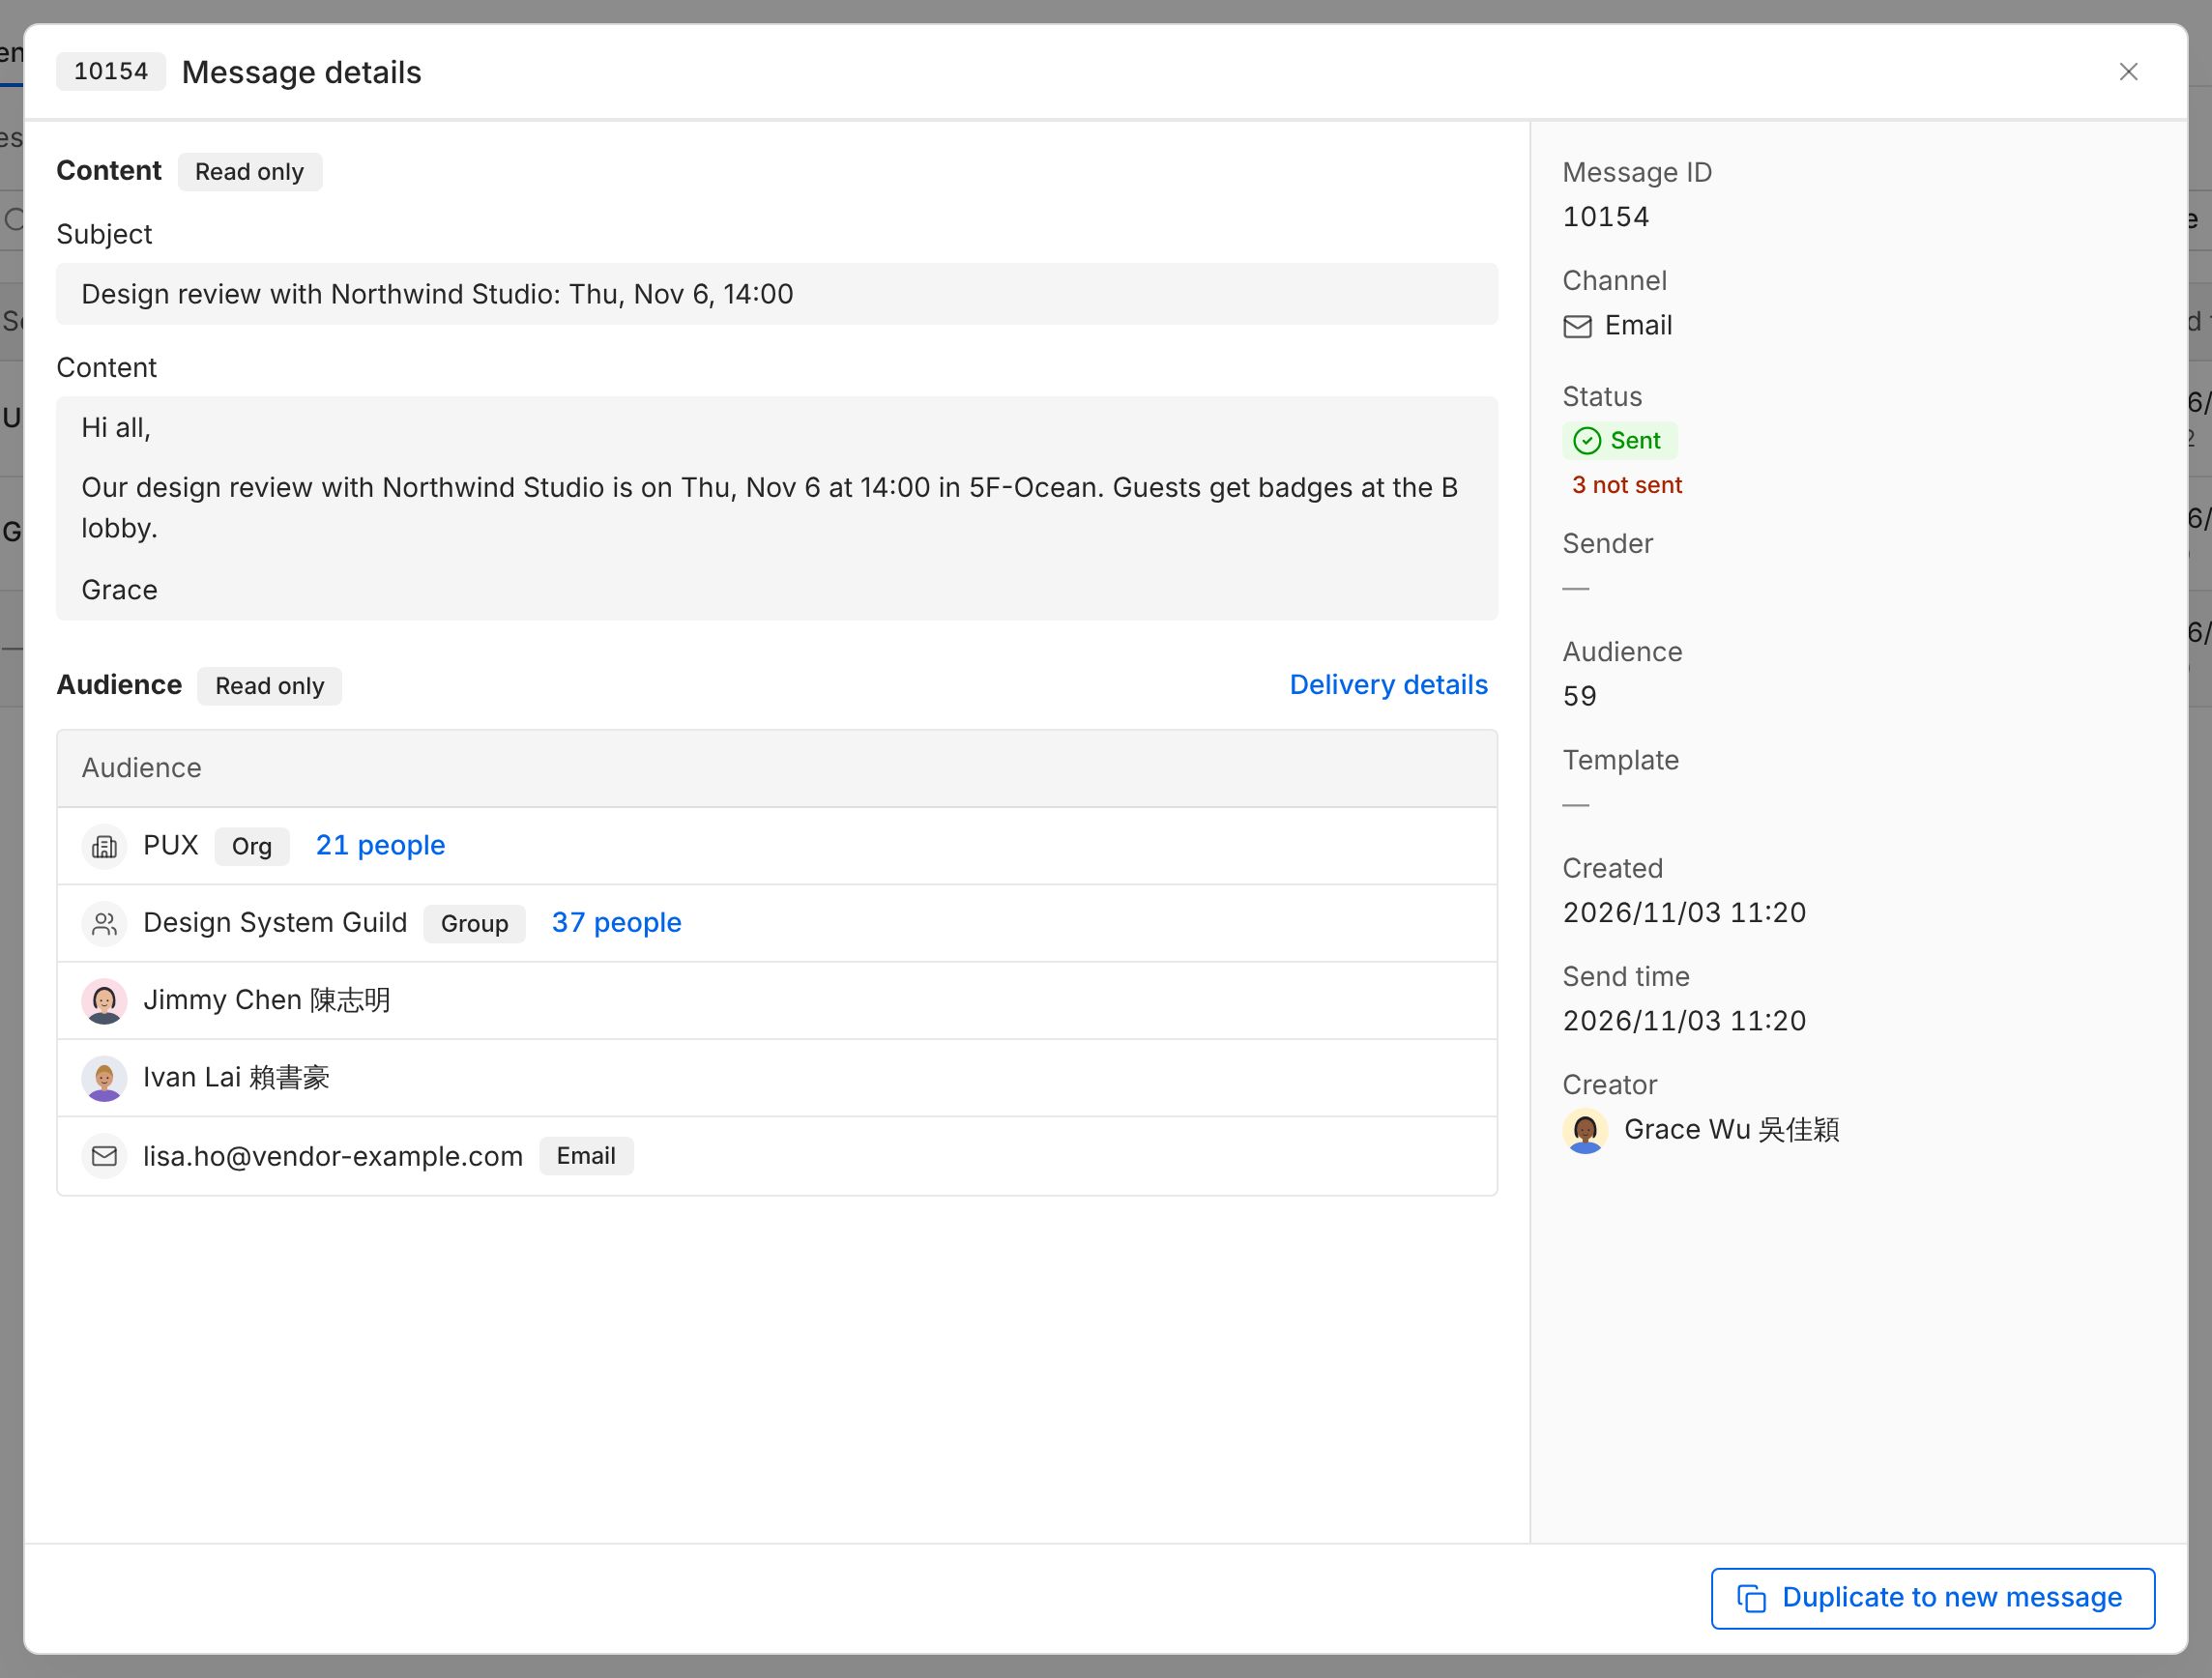 10154 Message details
Content Read only
Subject
Design review with Northwind Studio: Thu, Nov 6, 14:00
Content
Hi all,
Our design review with Northwind Studio is on Thu, Nov 6 at 14:00 in 5F-Ocean. Guests get badges at the B
lobby.
Grace
Audience Read only Delivery details
Audience
PUX Org 21 people
Design System Guild Group 37 people
Jimmy Chen 陳志明
Ivan Lai 賴書豪
lisa.ho@vendor-example.com Email
Message ID
10154
Channel
Email
Status
Sent
3 not sent
Sender
—
Audience
59
Template
—
Created
2026/11/03 11:20
Send time
2026/11/03 11:20
Creator
Grace Wu 吳佳穎
Duplicate to new message